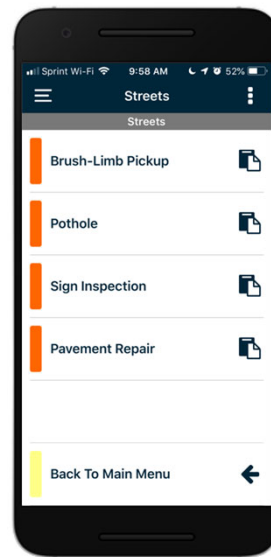 Sprint Wi-Fi 9:58 AM 52%
Streets
Streets
Brush-Limb Pickup
Pothole
Sign Inspection
Pavement Repair
Back To Main Menu